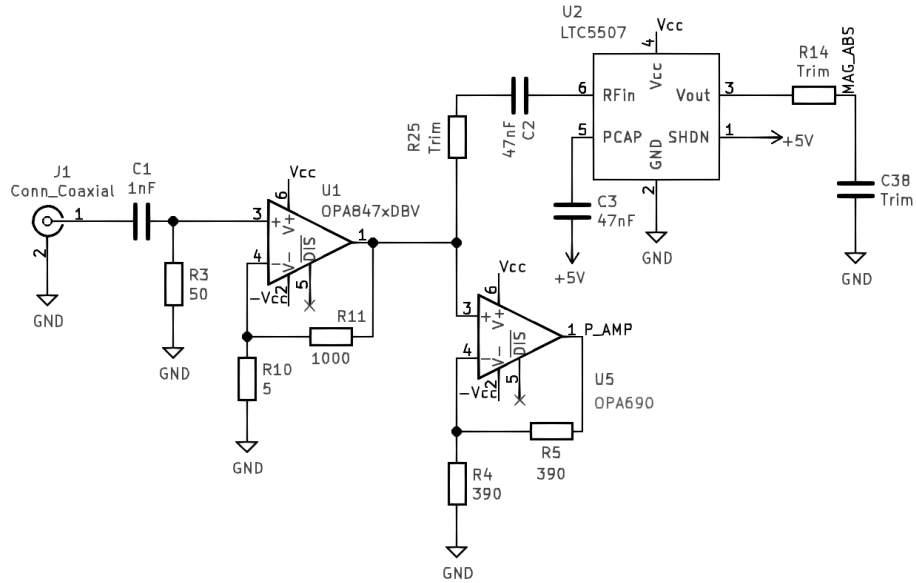 U2
LTC5507
Vcc
4
Vcc
6
RFin
Vout
3
5
PCAP
SHDN
1
GND
2
GND
+5V
R14
Trim
MAG_ABS
C38
Trim
GND
R25
Trim
47nF
C2
C3
47nF
+5V
J1
Conn_Coaxial
1
2
GND
C1
1nF
R3
50
GND
Vcc
6
U1
OPA847xDBV
3
+
V+
1
4
-
V-
DIS
-Vcc
2
5
R11
1000
R10
5
GND
Vcc
6
3
+
V+
1
P_AMP
4
-
V-
DIS
-Vcc
2
5
U5
OPA690
R5
390
R4
390
GND